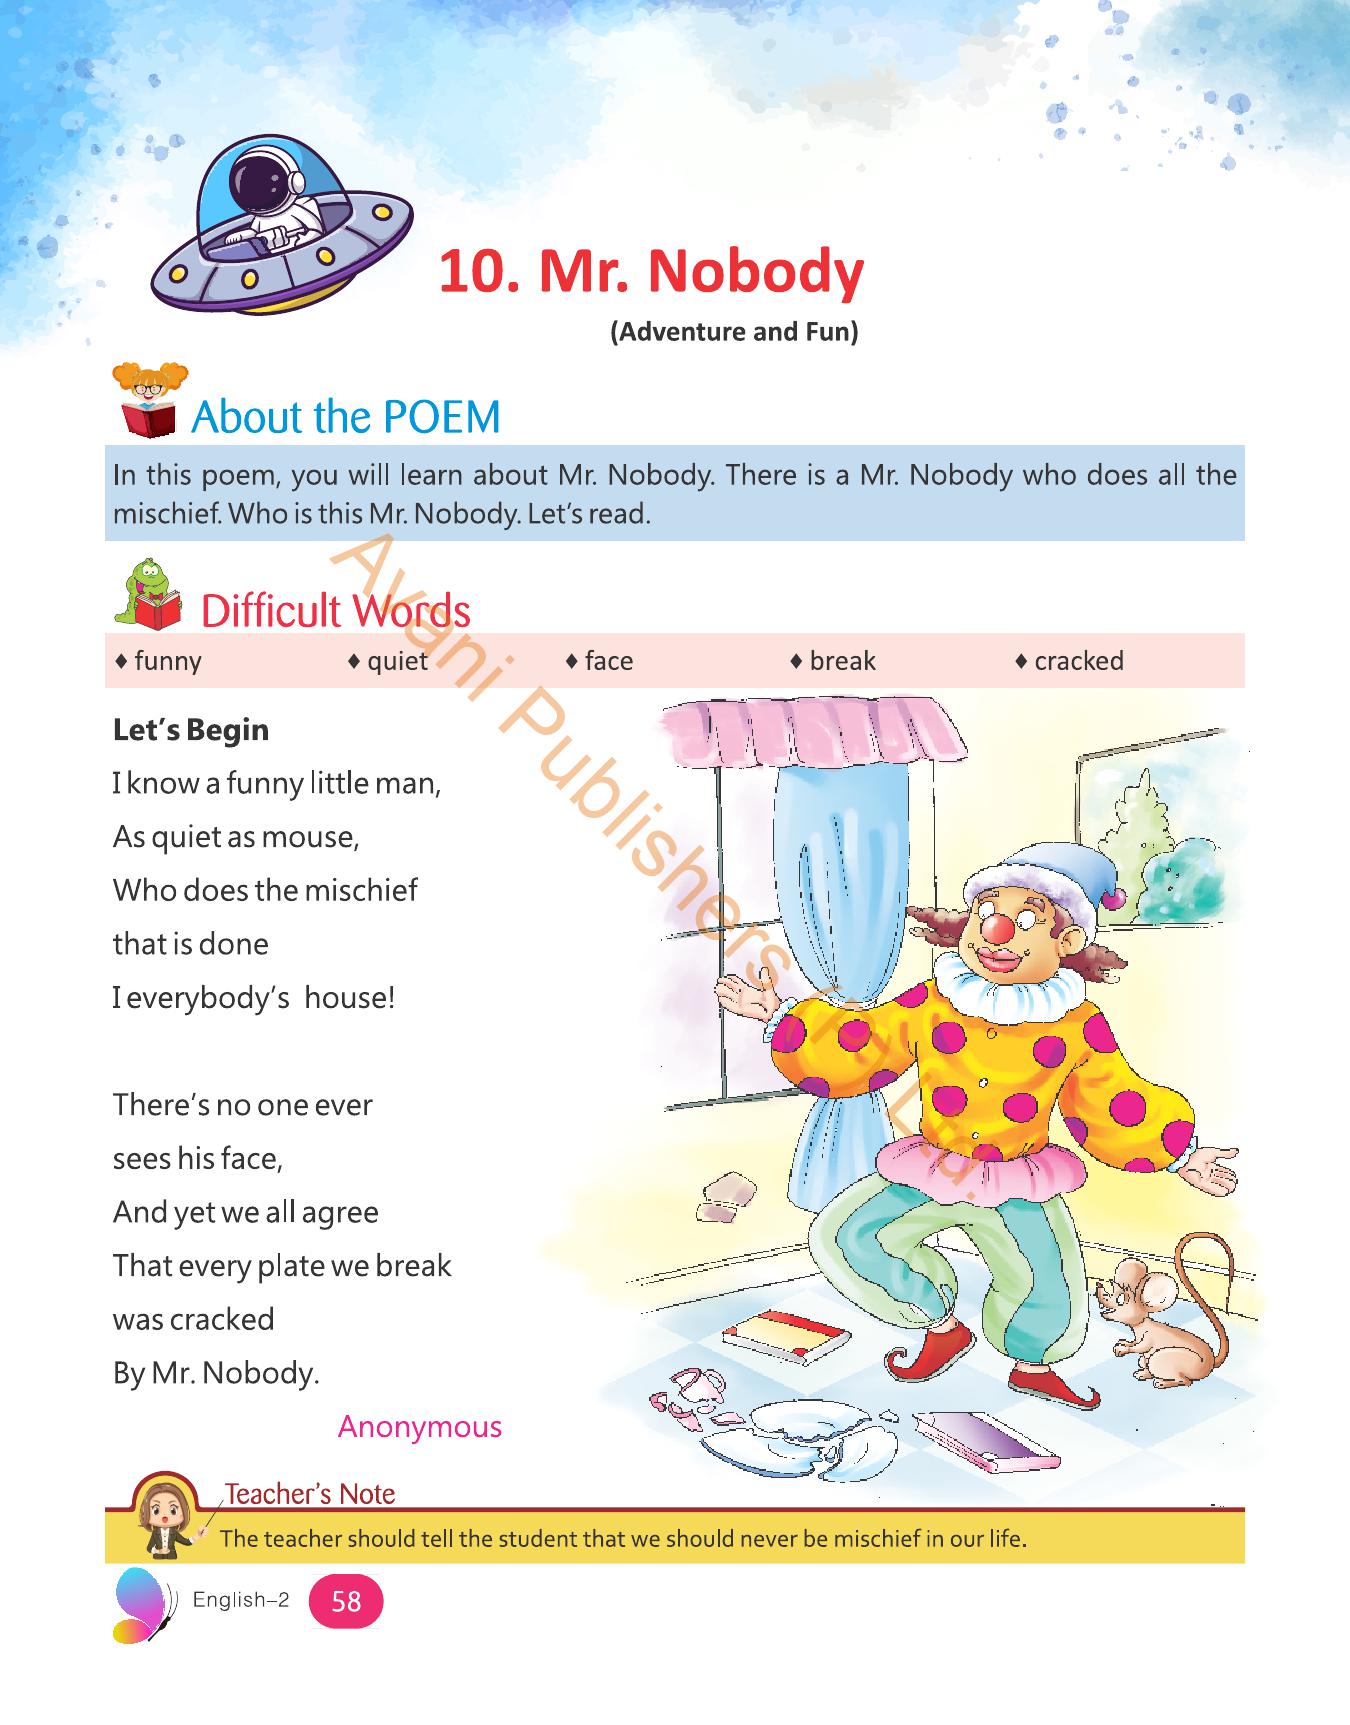 10. Mr. Nobody
(Adventure and Fun)
About the POEM
In this poem, you will learn about Mr. Nobody. There is a Mr. Nobody who does all the
mischief. Who is this Mr. Nobody. Let's read.
Difficult Words
♦ funny ♦ quiet ♦ face ♦ break ♦ cracked
Let's Begin
I know a funny little man,
As quiet as mouse,
Who does the mischief
that is done
I everybody's house!
There's no one ever
sees his face,
And yet we all agree
That every plate we break
was cracked
By Mr. Nobody.
Anonymous
Avani Publishers (P) Ltd.
Teacher's Note
The teacher should tell the student that we should never be mischief in our life.
English–2 58